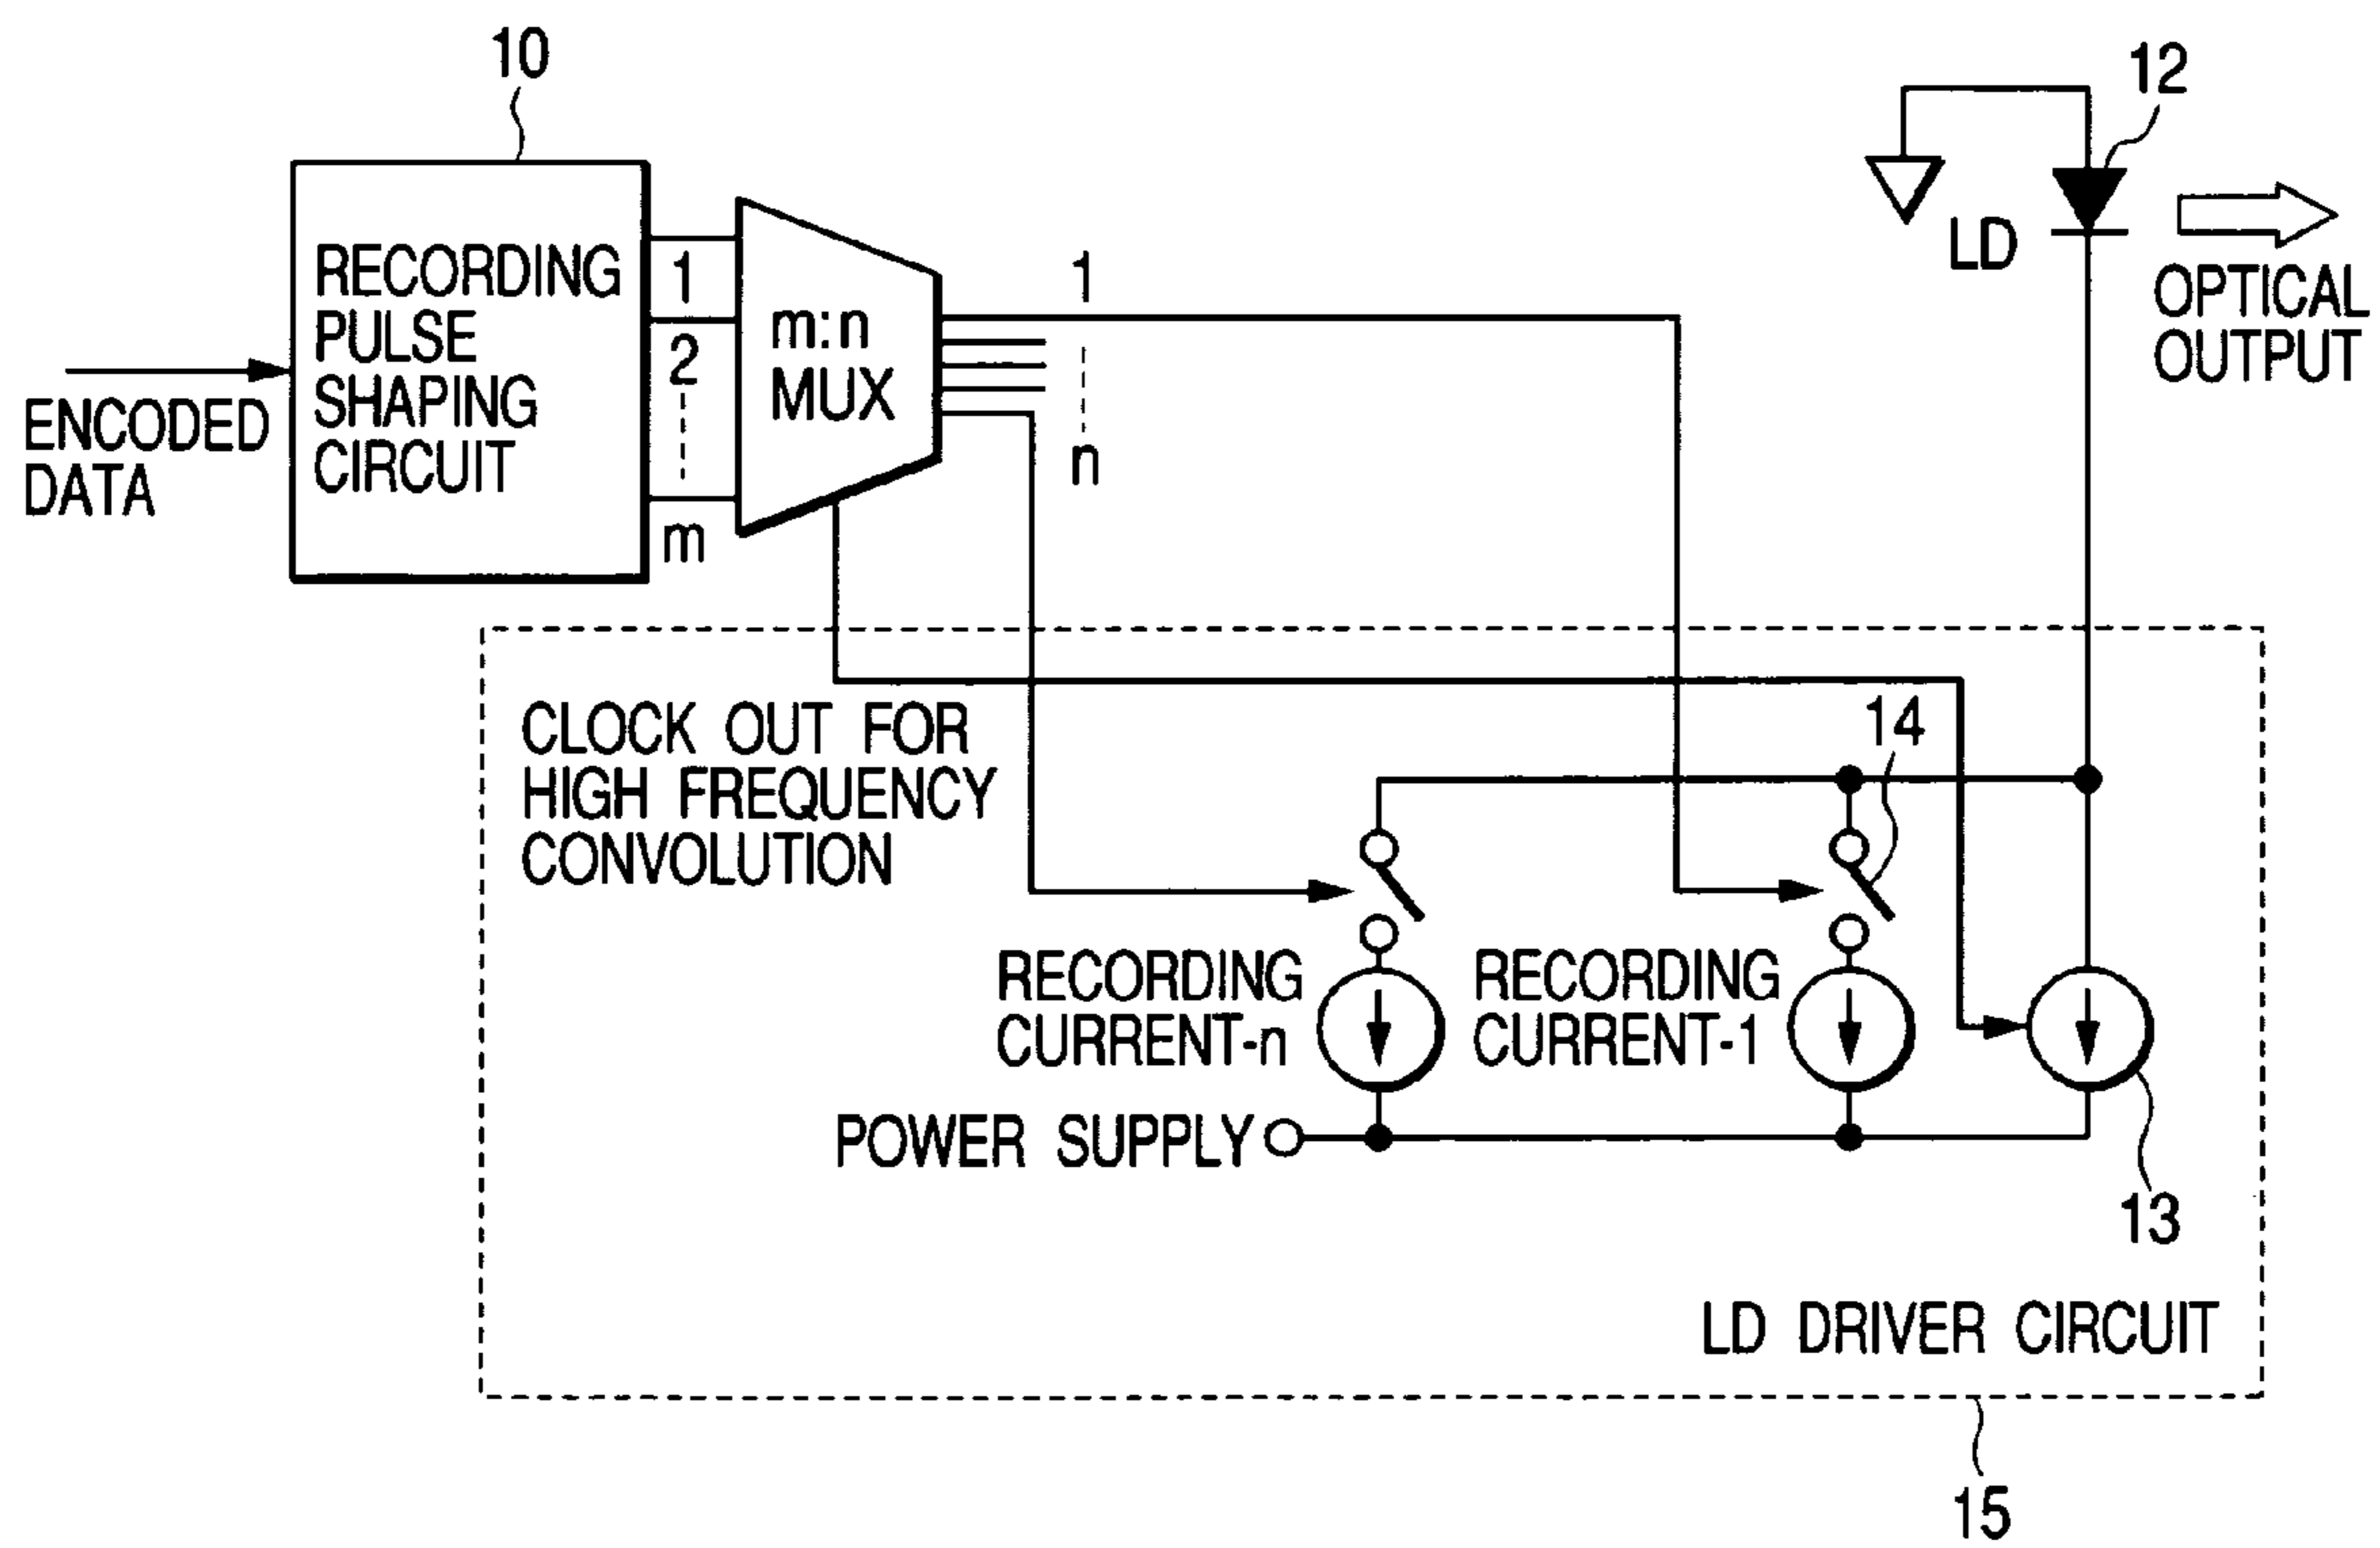 10
12
RECORDING
PULSE
SHAPING
CIRCUIT
1
2
m
m:n
MUX
1
n
LD
OPTICAL
OUTPUT
ENCODED
DATA
CLOCK OUT FOR
HIGH FREQUENCY
CONVOLUTION
14
RECORDING
CURRENT-n
RECORDING
CURRENT-1
POWER SUPPLY
13
LD DRIVER CIRCUIT
15